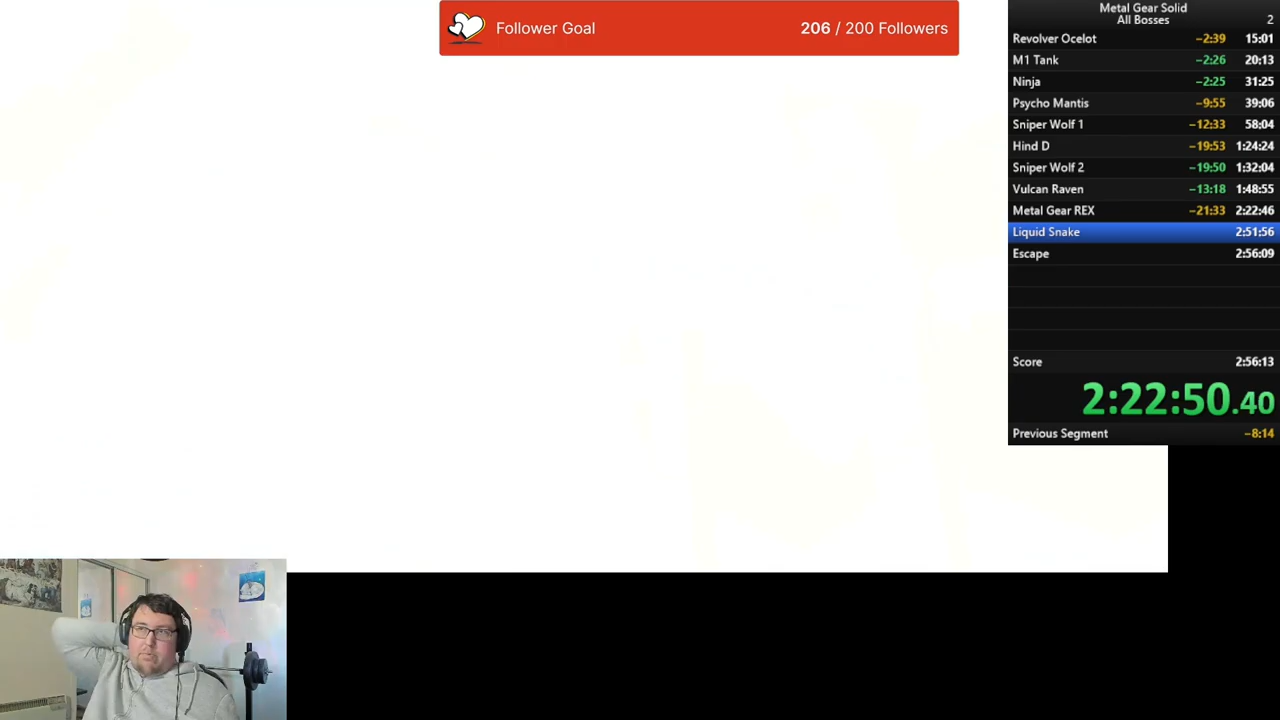 Follower Goal 206 / 200 Followers
Metal Gear Solid
All Bosses 2
Revolver Ocelot −2:39 15:01
M1 Tank −2:26 20:13
Ninja −2:25 31:25
Psycho Mantis −9:55 39:06
Sniper Wolf 1 −12:33 58:04
Hind D −19:53 1:24:24
Sniper Wolf 2 −19:50 1:32:04
Vulcan Raven −13:18 1:48:55
Metal Gear REX −21:33 2:22:46
Liquid Snake 2:51:56
Escape 2:56:09
Score 2:56:13
2:22:50.40
Previous Segment −8:14